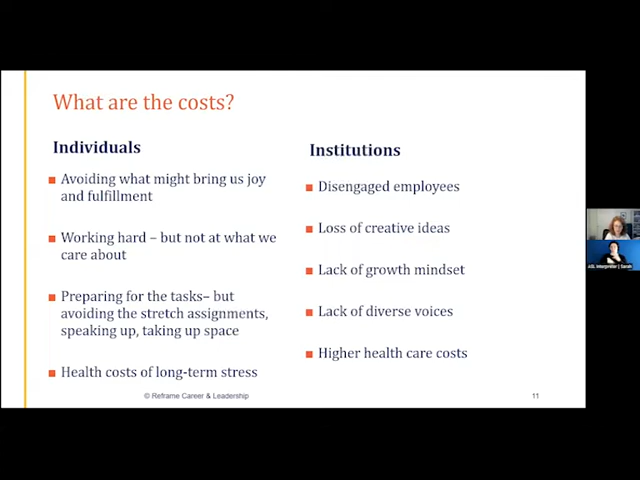 What are the costs?
Individuals
■ Avoiding what might bring us joy
and fulfillment
■ Working hard – but not at what we
care about
■ Preparing for the tasks– but
avoiding the stretch assignments,
speaking up, taking up space
■ Health costs of long-term stress
Institutions
■ Disengaged employees
■ Loss of creative ideas
■ Lack of growth mindset
■ Lack of diverse voices
■ Higher health care costs
© Reframe Career & Leadership
11
ASL Interpreter | Sarah